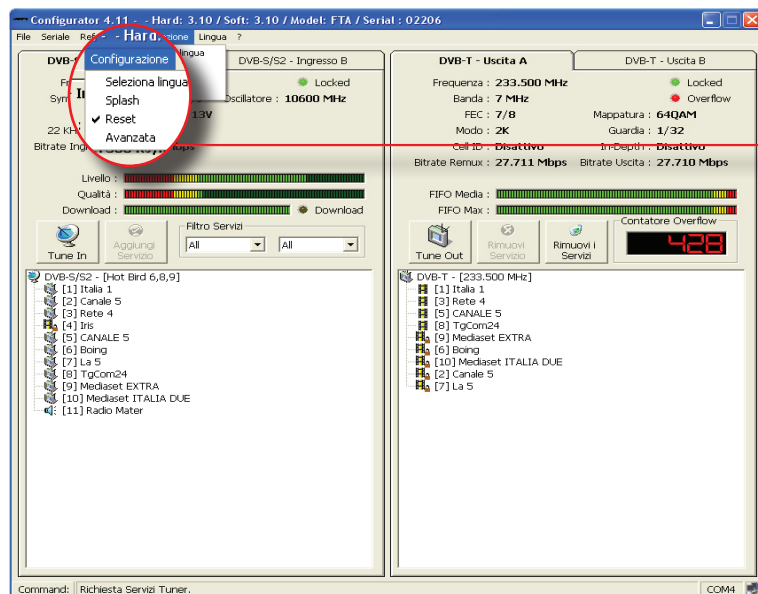 Configurator 4.11 - - Hard: 3.10 / Soft: 3.10 / Model: FTA / Serial : 02206
File Seriale Lingua ?
- Hard:
Configurazione
Seleziona lingua
Splash
✔ Reset
Avanzata
DVB-S/S2 - Ingresso B
Locked
Oscillatore : 10600 MHz
13V
22 KH
Bitrate
Livello :
Qualità :
Download : Download
Tune In
Aggiungi Servizio
Filtro Servizi
All All
DVB-S/S2 - [Hot Bird 6,8,9]
[1] Italia 1
[2] Canale 5
[3] Rete 4
[4] Iris
[5] CANALE 5
[6] Boing
[7] La 5
[8] TgCom24
[9] Mediaset EXTRA
[10] Mediaset ITALIA DUE
[11] Radio Mater
DVB-T - Uscita A DVB-T - Uscita B
Frequenza : 233.500 MHz Locked
Banda : 7 MHz Overflow
FEC : 7/8 Mappatura : 64QAM
Modo : 2K Guardia : 1/32
Cell ID : Disattivo In-Depth : Disattivo
Bitrate Remux : 27.711 Mbps Bitrate Uscita : 27.710 Mbps
FIFO Media :
FIFO Max :
Tune Out
Rimuovi Servizio
Rimuovi i Servizi
Contatore Overflow
428
DVB-T - [233.500 MHz]
[1] Italia 1
[3] Rete 4
[5] CANALE 5
[8] TgCom24
[9] Mediaset EXTRA
[6] Boing
[10] Mediaset ITALIA DUE
[2] Canale 5
[7] La 5
Command: Richiesta Servizi Tuner. COM4